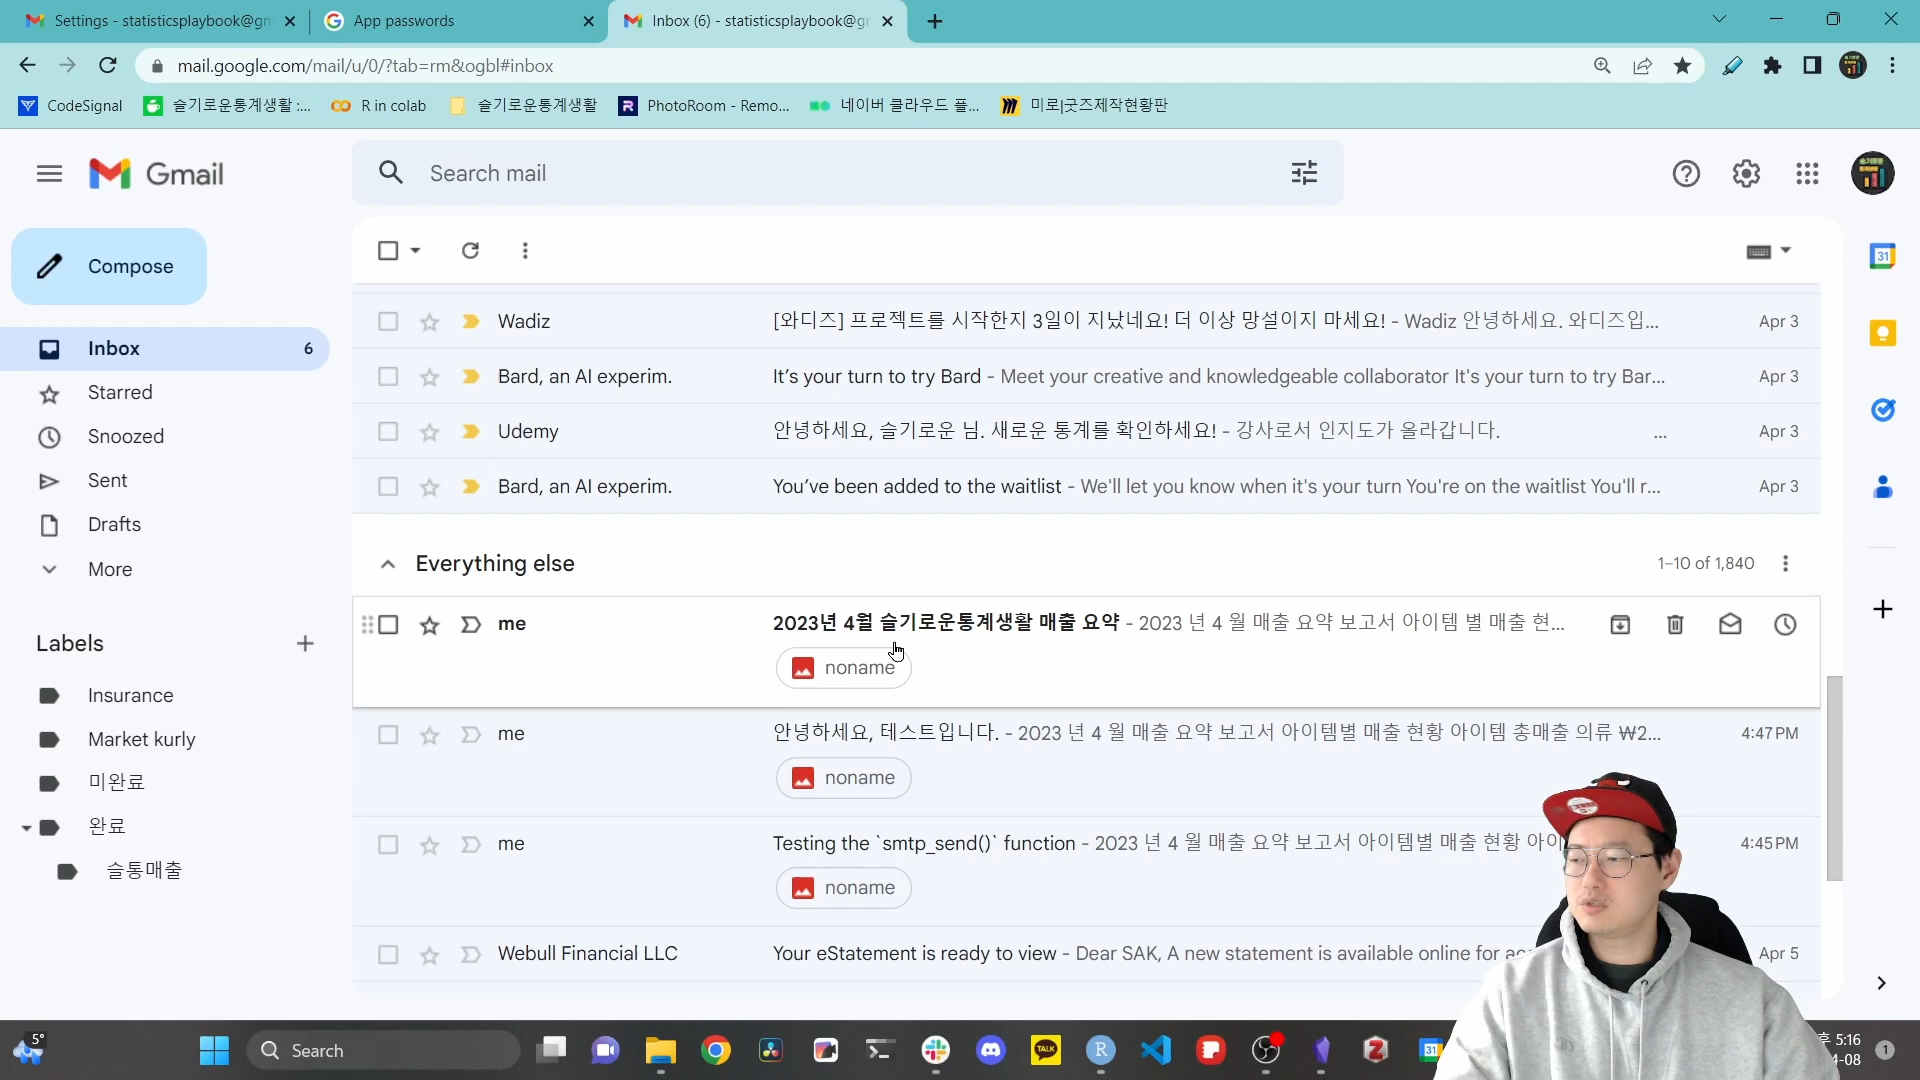 Settings - statisticsplaybook@gm
App passwords
Inbox (6) - statisticsplaybook@gr
mail.google.com/mail/u/0/?tab=rm&ogbl#inbox
CodeSignal
슬기로운통계생활 :...
R in colab
슬기로운통계생활
PhotoRoom - Remo...
네이버 클라우드 플...
미로|굿즈제작현황판
Gmail
Search mail
Compose
Inbox 6
Starred
Snoozed
Sent
Drafts
More
Labels
Insurance
Market kurly
미완료
완료
슬통매출
Wadiz [와디즈] 프로젝트를 시작한지 3일이 지났네요! 더 이상 망설이지 마세요! - Wadiz 안녕하세요. 와디즈입... Apr 3
Bard, an AI experim. It's your turn to try Bard - Meet your creative and knowledgeable collaborator It's your turn to try Bar... Apr 3
Udemy 안녕하세요, 슬기로운 님. 새로운 통계를 확인하세요! - 강사로서 인지도가 올라갑니다. ... Apr 3
Bard, an AI experim. You've been added to the waitlist - We'll let you know when it's your turn You're on the waitlist You'll r... Apr 3
Everything else 1–10 of 1,840
me 2023년 4월 슬기로운통계생활 매출 요약 - 2023 년 4 월 매출 요약 보고서 아이템 별 매출 현...
noname
me 안녕하세요, 테스트입니다. - 2023 년 4 월 매출 요약 보고서 아이템별 매출 현황 아이템 총매출 의류 ₩2... 4:47 PM
noname
me Testing the `smtp_send()` function - 2023 년 4 월 매출 요약 보고서 아이템별 매출 현황 아이 4:45 PM
noname
Webull Financial LLC Your eStatement is ready to view - Dear SAK, A new statement is available online for Apr 5
31
5°
Search
TALK
R
Z
31
5:16
4-08
1